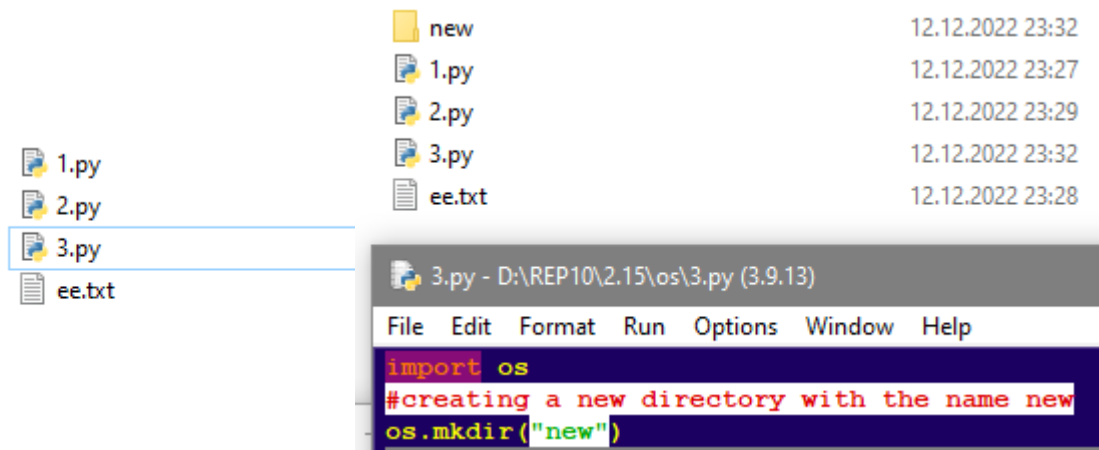 1.py
2.py
3.py
ee.txt
new 12.12.2022 23:32
1.py 12.12.2022 23:27
2.py 12.12.2022 23:29
3.py 12.12.2022 23:32
ee.txt 12.12.2022 23:28
3.py - D:\REP10\2.15\os\3.py (3.9.13)
File Edit Format Run Options Window Help
import os
#creating a new directory with the name new
os.mkdir("new")